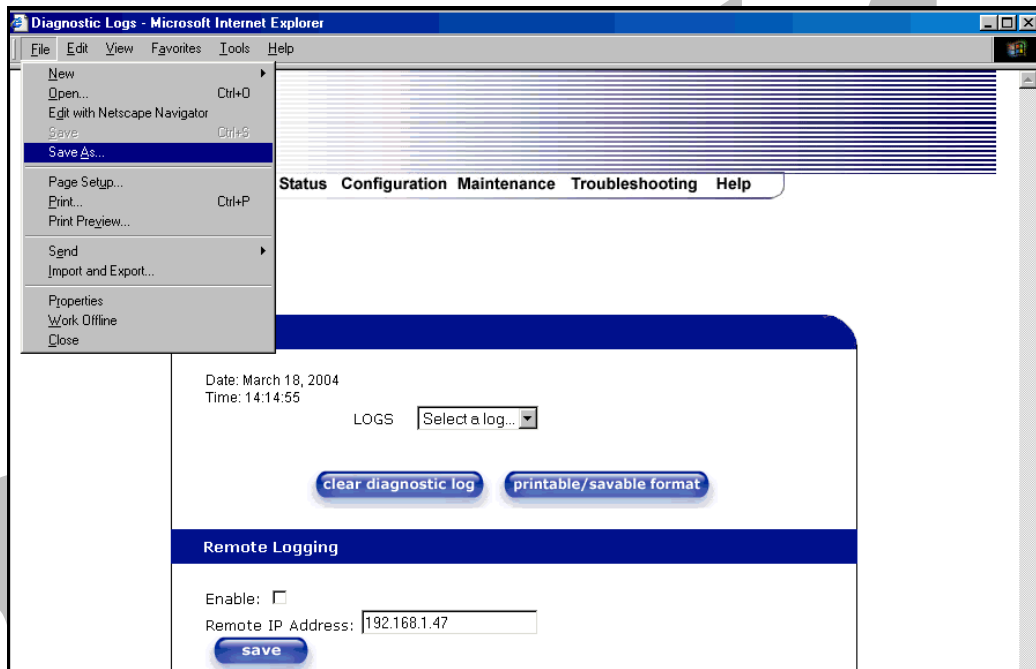 Diagnostic Logs - Microsoft Internet Explorer
File Edit View Favorites Tools Help
New
Open... Ctrl+O
Edit with Netscape Navigator
Save Ctrl+S
Save As...
Page Setup...
Print... Ctrl+P
Print Preview...
Send
Import and Export...
Properties
Work Offline
Close
Status Configuration Maintenance Troubleshooting Help
Date: March 18, 2004
Time: 14:14:55
LOGS Select a log...
clear diagnostic log printable/savable format
Remote Logging
Enable:
Remote IP Address: 192.168.1.47
save